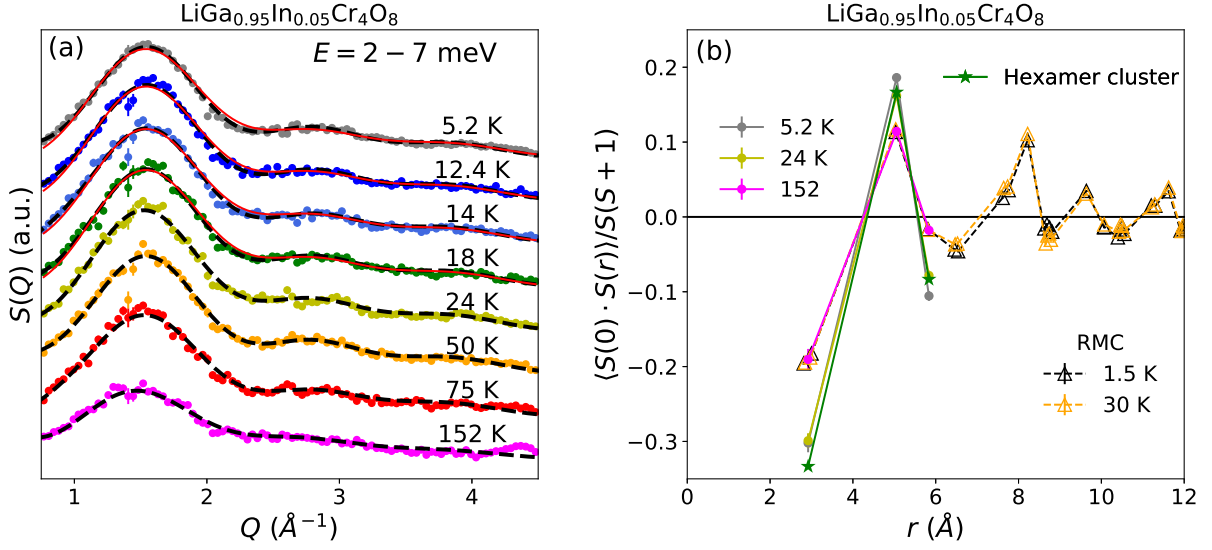 LiGa₀.₉₅In₀.₀₅Cr₄O₈
(a)
E = 2 − 7 meV
5.2 K
12.4 K
14 K
18 K
24 K
50 K
75 K
152 K
S(Q) (a.u.)
1 2 3 4
Q (Å⁻¹)
LiGa₀.₉₅In₀.₀₅Cr₄O₈
(b)
Hexamer cluster
5.2 K
24 K
152
RMC
1.5 K
30 K
⟨S(0) · S(r)⟩/S(S + 1)
0.2
0.1
0.0
−0.1
−0.2
−0.3
0 2 4 6 8 10 12
r (Å)